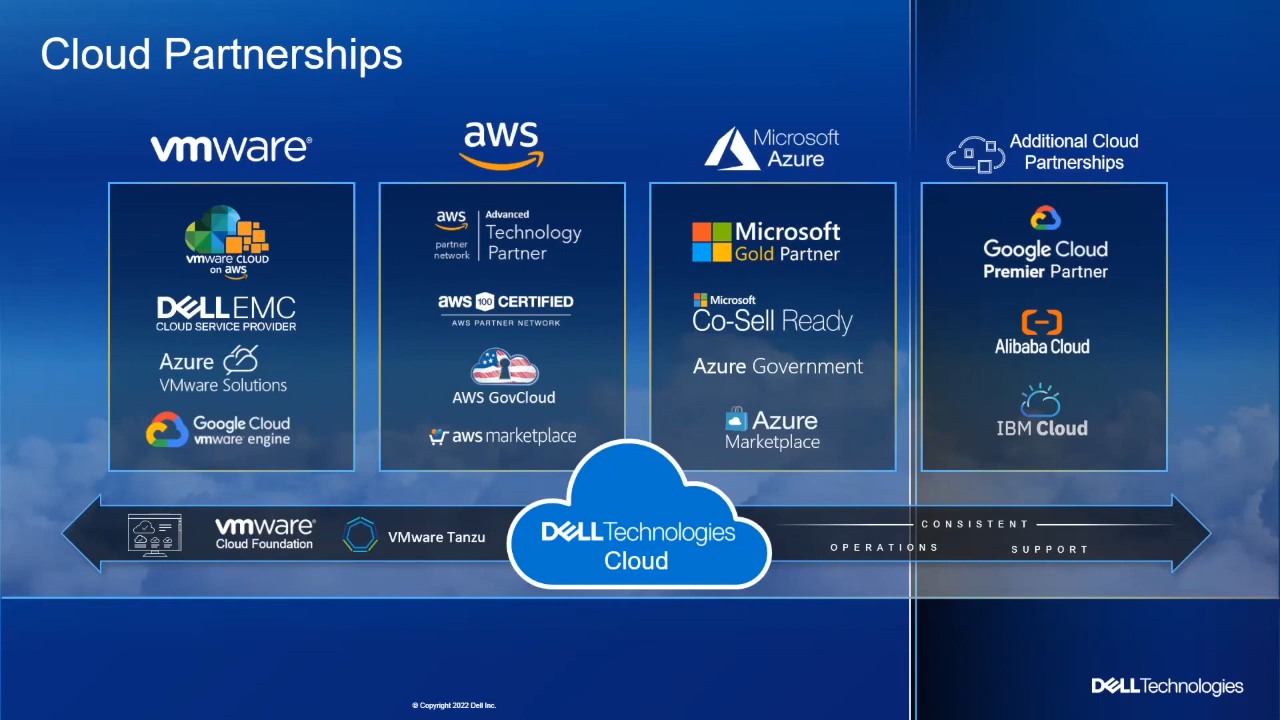 Cloud Partnerships
vmware®
aws
Microsoft
Azure
Additional Cloud
Partnerships
vmware CLOUD
on aws
DELLEMC
CLOUD SERVICE PROVIDER
Azure
VMware Solutions
Google Cloud
vmware engine
aws
partner
network
Advanced
Technology
Partner
aws 100 CERTIFIED
AWS PARTNER NETWORK
AWS GovCloud
aws marketplace
Microsoft
Gold Partner
Microsoft
Co-Sell Ready
Azure Government
Azure
Marketplace
Google Cloud
Premier Partner
Alibaba Cloud
IBM Cloud
vmware®
Cloud Foundation
VMware Tanzu
DELLTechnologies
Cloud
CONSISTENT
OPERATIONS SUPPORT
© Copyright 2022 Dell Inc.
DELLTechnologies